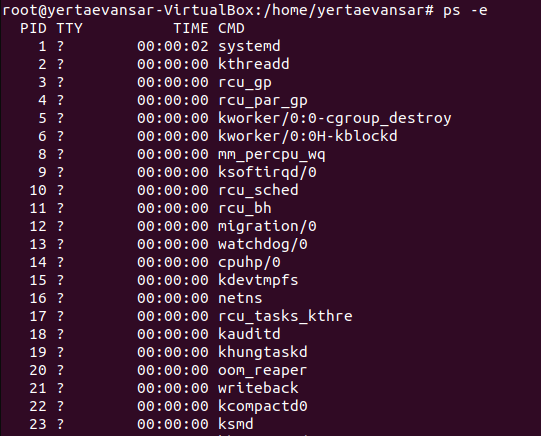 root@yertaevansar-VirtualBox:/home/yertaevansar# ps -e
PID TTY TIME CMD
1 ? 00:00:02 systemd
2 ? 00:00:00 kthreadd
3 ? 00:00:00 rcu_gp
4 ? 00:00:00 rcu_par_gp
5 ? 00:00:00 kworker/0:0-cgroup_destroy
6 ? 00:00:00 kworker/0:0H-kblockd
8 ? 00:00:00 mm_percpu_wq
9 ? 00:00:00 ksoftirqd/0
10 ? 00:00:00 rcu_sched
11 ? 00:00:00 rcu_bh
12 ? 00:00:00 migration/0
13 ? 00:00:00 watchdog/0
14 ? 00:00:00 cpuhp/0
15 ? 00:00:00 kdevtmpfs
16 ? 00:00:00 netns
17 ? 00:00:00 rcu_tasks_kthre
18 ? 00:00:00 kauditd
19 ? 00:00:00 khungtaskd
20 ? 00:00:00 oom_reaper
21 ? 00:00:00 writeback
22 ? 00:00:00 kcompactd0
23 ? 00:00:00 ksmd